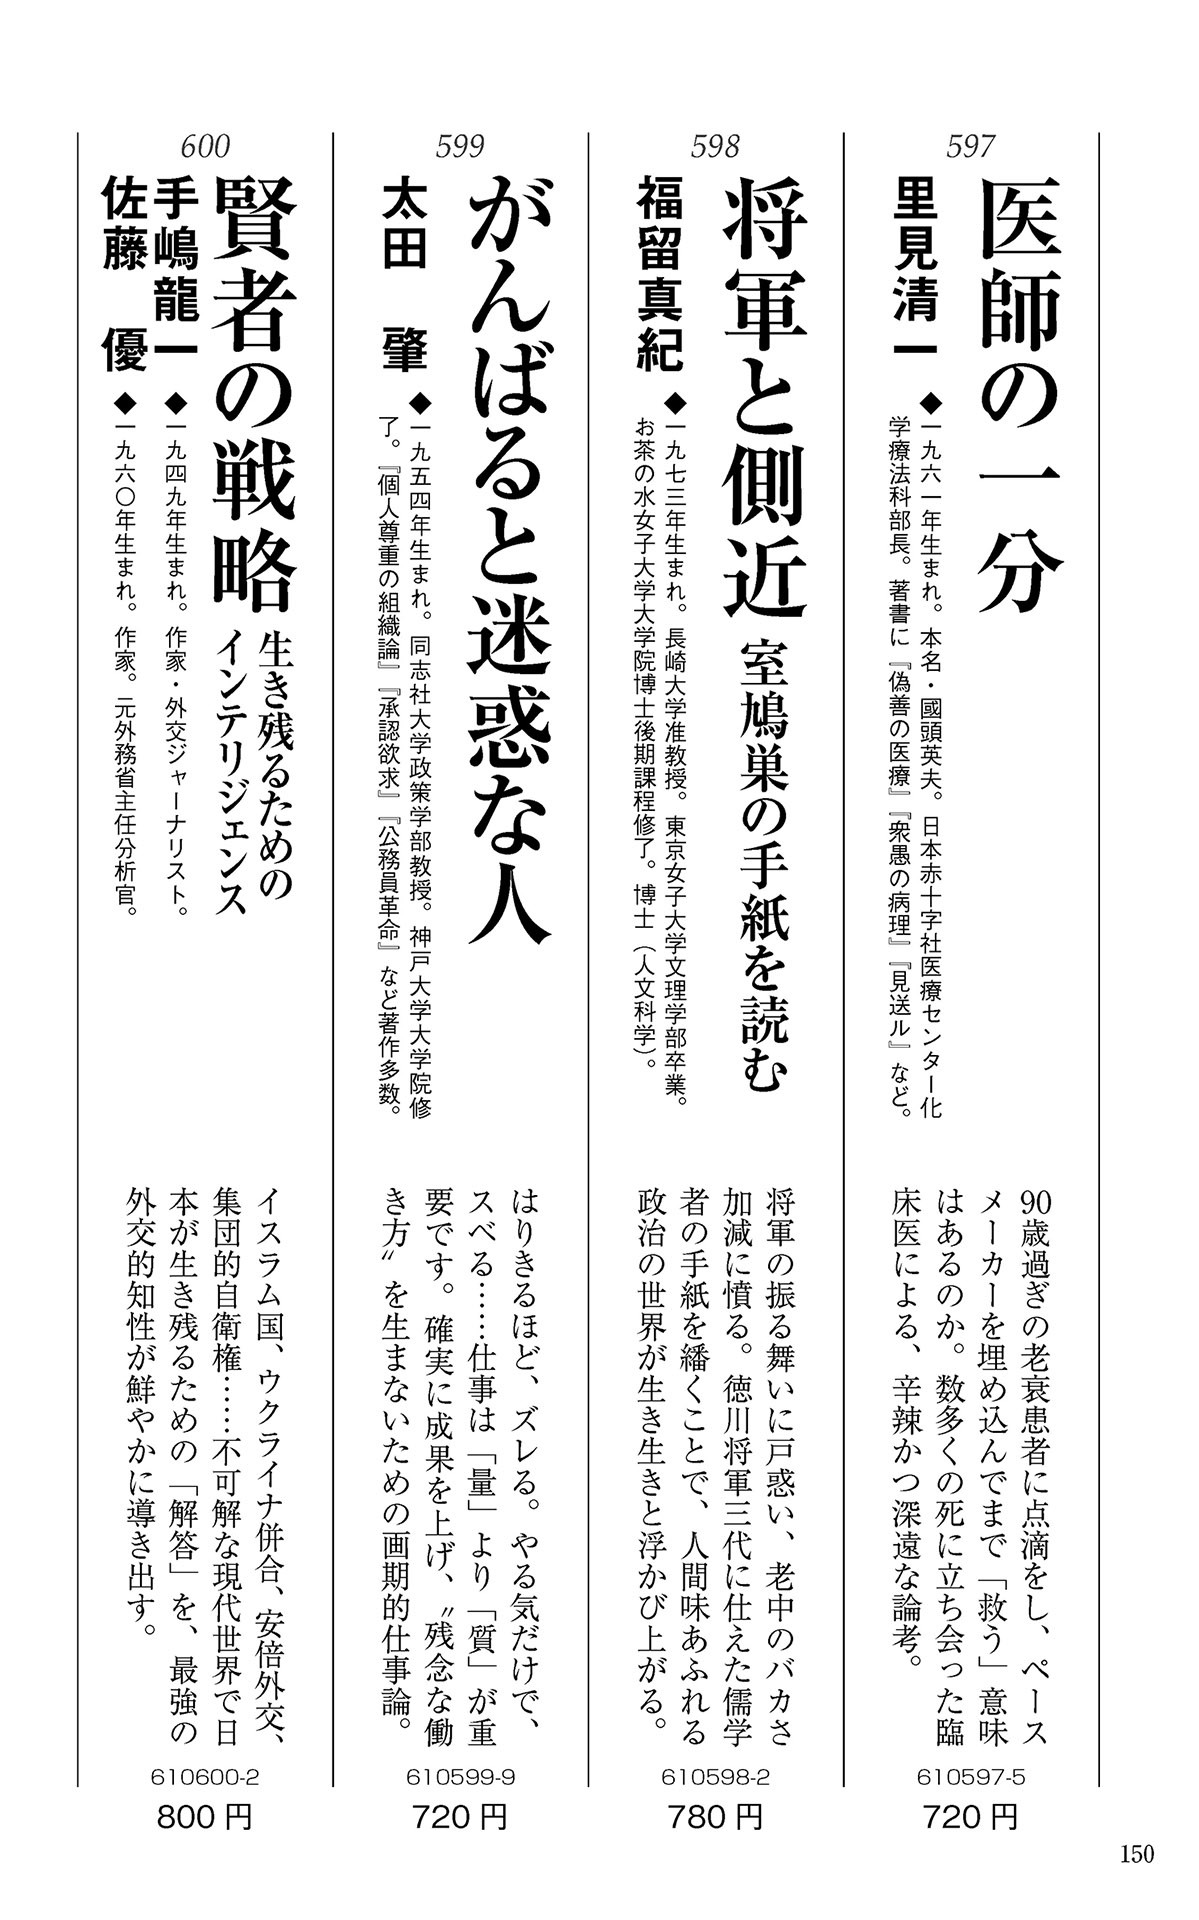 597
医師の一分
里見清一
◆一九六一年生まれ。本名・國頭英夫。日本赤十字社医療センター化
学療法科部長。著書に『偽善の医療』『衆愚の病理』『見送ル』など。
90歳過ぎの老衰患者に点滴をし、ペース
メーカーを埋め込んでまで「救う」意味
はあるのか。数多くの死に立ち会った臨
床医による、辛辣かつ深遠な論考。
610597-5
720円
598
将軍と側近 室鳩巣の手紙を読む
福留真紀
◆一九七三年生まれ。長崎大学准教授。東京女子大学文理学部卒業。
お茶の水女子大学大学院博士後期課程修了。博士（人文科学）。
将軍の振る舞いに戸惑い、老中のバカさ
加減に憤る。徳川将軍三代に仕えた儒学
者の手紙を繙くことで、人間味あふれる
政治の世界が生き生きと浮かび上がる。
610598-2
780円
599
がんばると迷惑な人
太田 肇
◆一九五四年生まれ。同志社大学政策学部教授。神戸大学大学院修
了。『個人尊重の組織論』『承認欲求』『公務員革命』など著作多数。
はりきるほど、ズレる。やる気だけで、
スベる……仕事は「量」より「質」が重
要です。確実に成果を上げ、〝残念な働
き方〟を生まないための画期的仕事論。
610599-9
720円
600
賢者の戦略
生き残るための
インテリジェンス
手嶋龍一
◆一九四九年生まれ。作家・外交ジャーナリスト。
佐藤 優
◆一九六〇年生まれ。作家。元外務省主任分析官。
イスラム国、ウクライナ併合、安倍外交、
集団的自衛権……不可解な現代世界で日
本が生き残るための「解答」を、最強の
外交的知性が鮮やかに導き出す。
610600-2
800円
150